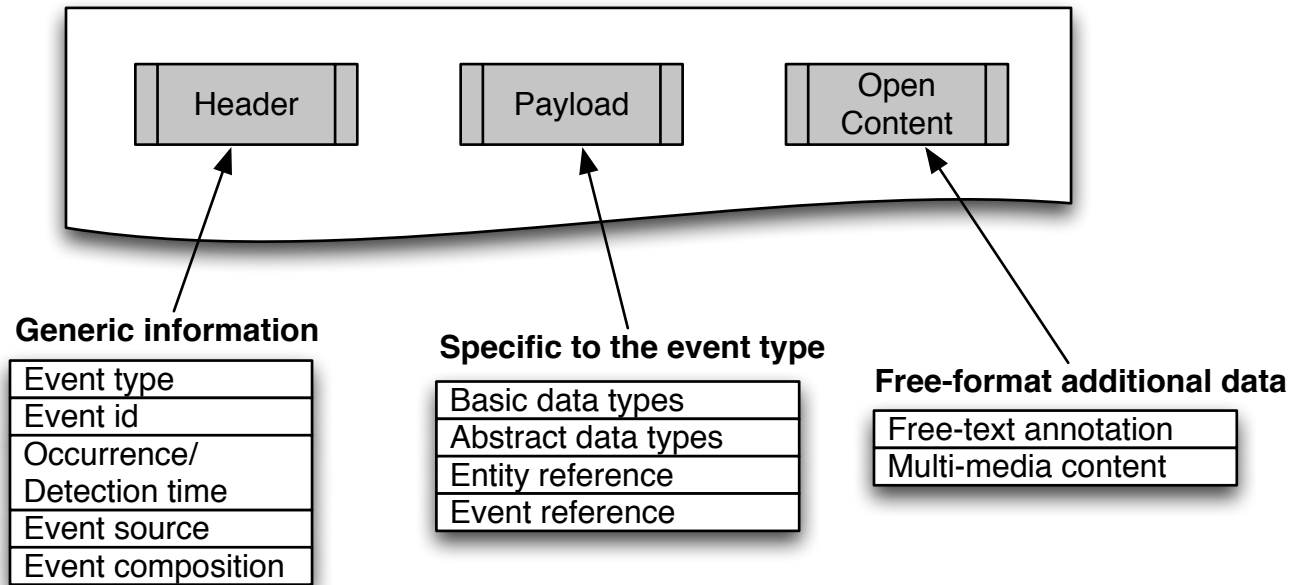 Header
Payload
Open
Content
Generic information
Event type
Event id
Occurrence/
Detection time
Event source
Event composition
Specific to the event type
Basic data types
Abstract data types
Entity reference
Event reference
Free-format additional data
Free-text annotation
Multi-media content